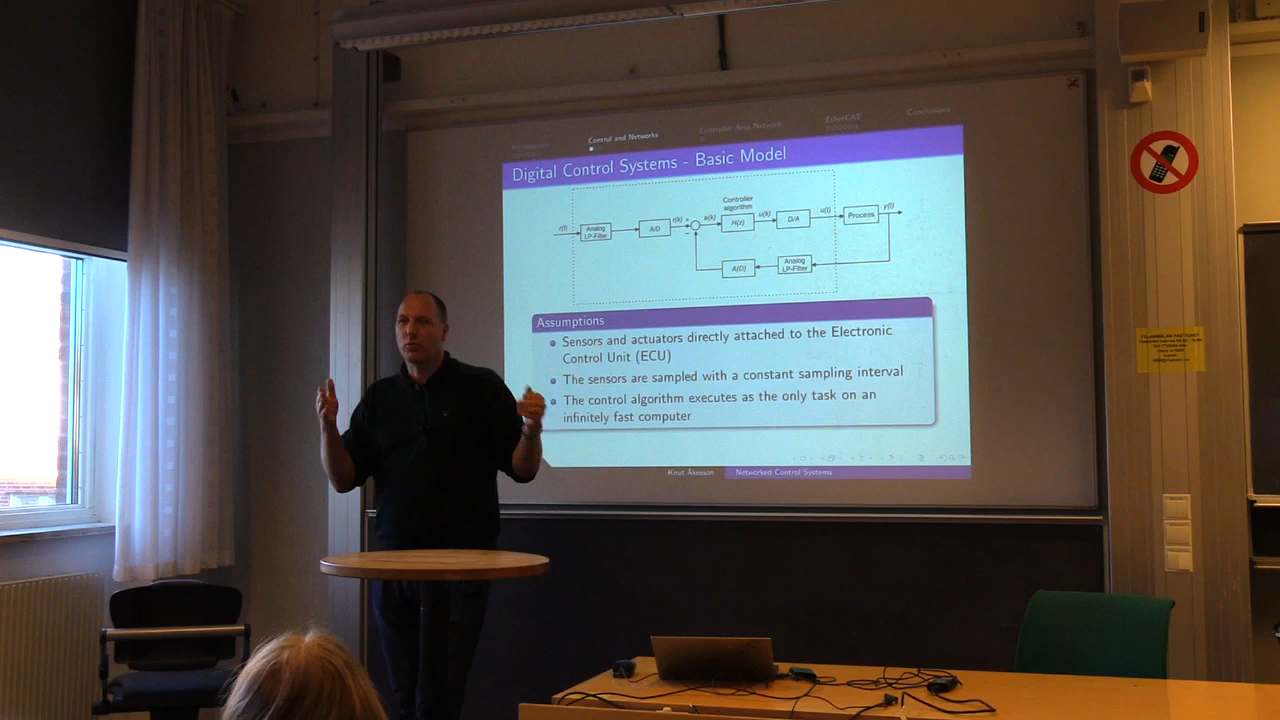 Introduction
Control and Networks
Controller Area Network
EtherCAT
Conclusions
Digital Control Systems - Basic Model
r(t)
Analog
LP-Filter
A/D
r(k)
+
−
e(k)
Controller
algorithm
H(z)
u(k)
D/A
u(t)
Process
y(t)
A(D)
Analog
LP-Filter
Assumptions
Sensors and actuators directly attached to the Electronic
Control Unit (ECU)
The sensors are sampled with a constant sampling interval
The control algorithm executes as the only task on an
infinitely fast computer
Knut Åkesson
Networked Control Systems